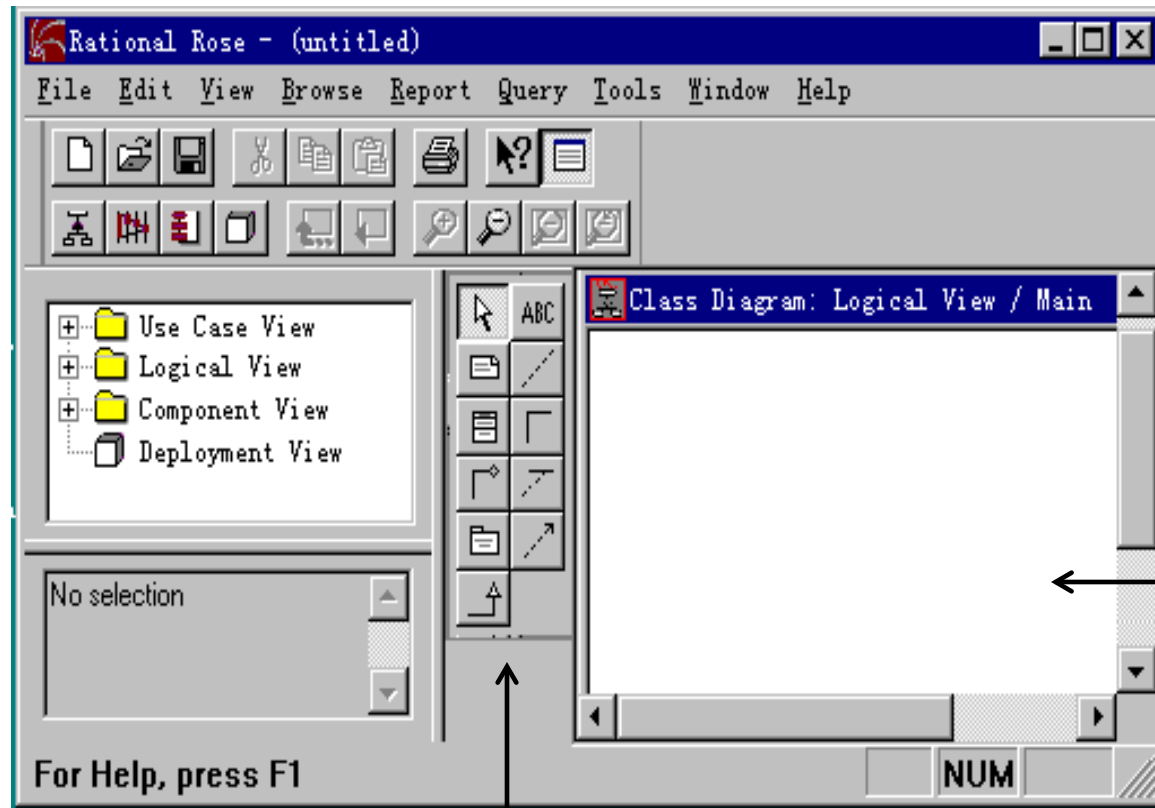 Rational Rose - (untitled)
File Edit View Browse Report Query Tools Window Help
Use Case View
Logical View
Component View
Deployment View
ABC
Class Diagram: Logical View / Main
No selection
For Help, press F1
NUM